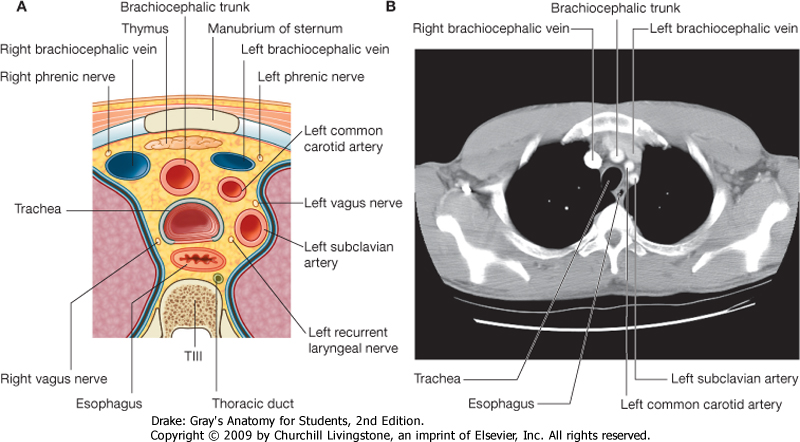 A
Brachiocephalic trunk
Thymus
Manubrium of sternum
Right brachiocephalic vein
Left brachiocephalic vein
Right phrenic nerve
Left phrenic nerve
Left common
carotid artery
Trachea
Left vagus nerve
Left subclavian
artery
TIII
Left recurrent
laryngeal nerve
Right vagus nerve
Esophagus
Thoracic duct
B
Brachiocephalic trunk
Right brachiocephalic vein
Left brachiocephalic vein
Trachea
Left subclavian artery
Esophagus
Left common carotid artery
Drake: Gray's Anatomy for Students, 2nd Edition.
Copyright © 2009 by Churchill Livingstone, an imprint of Elsevier, Inc. All rights reserved.